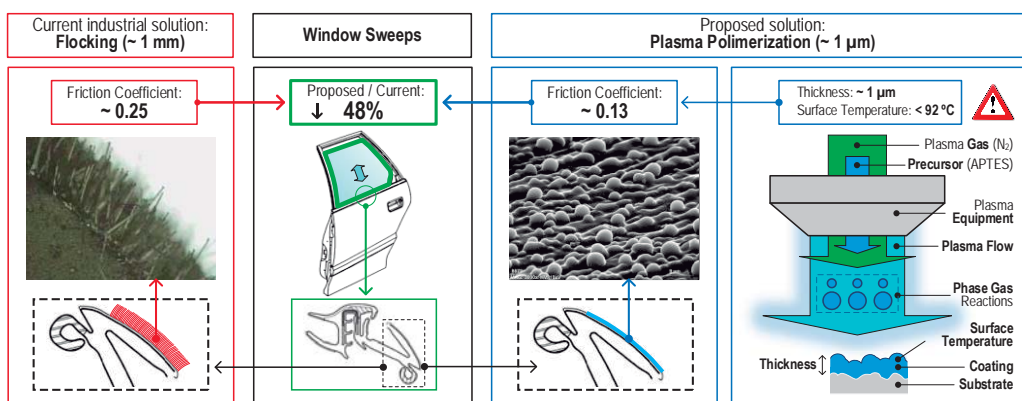 Current industrial solution:
Flocking (~ 1 mm)
Window Sweeps
Proposed solution:
Plasma Polimerization (~ 1 µm)
Friction Coefficient:
~ 0.25
Proposed / Current:
↓ 48%
Friction Coefficient:
~ 0.13
Thickness: ~ 1 µm
Surface Temperature: < 92 ºC
Plasma Gas (N₂)
Precursor (APTES)
Plasma
Equipment
Plasma Flow
Phase Gas
Reactions
Surface
Temperature
Thickness
Coating
Substrate